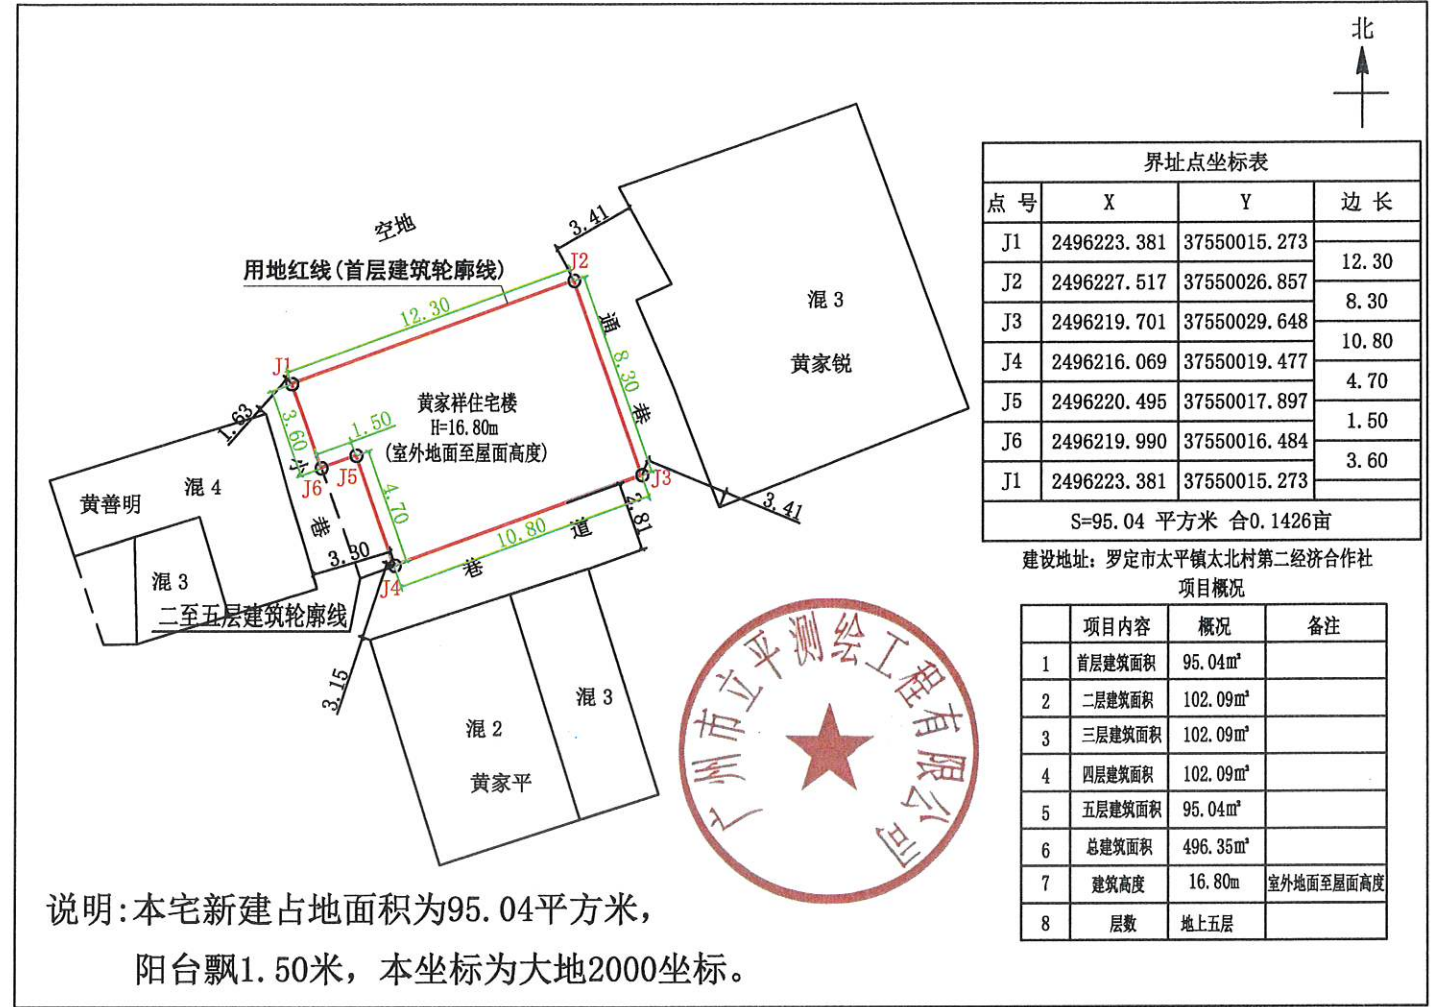 北
空地
用地红线(首层建筑轮廓线)
3.41
J2
12.30
通
巷
8.30
混 3
黄家锐
J1
1.63
3.60
小
巷
黄家祥住宅楼
H=16.80m
(室外地面至屋面高度)
1.50
J6
J5
4.70
J3
3.41
2.81
10.80
巷
道
3.30
J4
混 4
黄善明
混 3
二至五层建筑轮廓线
3.15
混 2
混 3
黄家平
界址点坐标表
点 号 X Y 边 长
J1 2496223.381 37550015.273
12.30
J2 2496227.517 37550026.857
8.30
J3 2496219.701 37550029.648
10.80
J4 2496216.069 37550019.477
4.70
J5 2496220.495 37550017.897
1.50
J6 2496219.990 37550016.484
3.60
J1 2496223.381 37550015.273
S=95.04 平方米 合0.1426亩
建设地址: 罗定市太平镇太北村第二经济合作社
项目概况
项目内容 概况 备注
1 首层建筑面积 95.04㎡
2 二层建筑面积 102.09㎡
3 三层建筑面积 102.09㎡
4 四层建筑面积 102.09㎡
5 五层建筑面积 95.04㎡
6 总建筑面积 496.35㎡
7 建筑高度 16.80m 室外地面至屋面高度
8 层数 地上五层
广州市立平测绘工程有限公司
说明:本宅新建占地面积为95.04平方米，
阳台飘1.50米，本坐标为大地2000坐标。